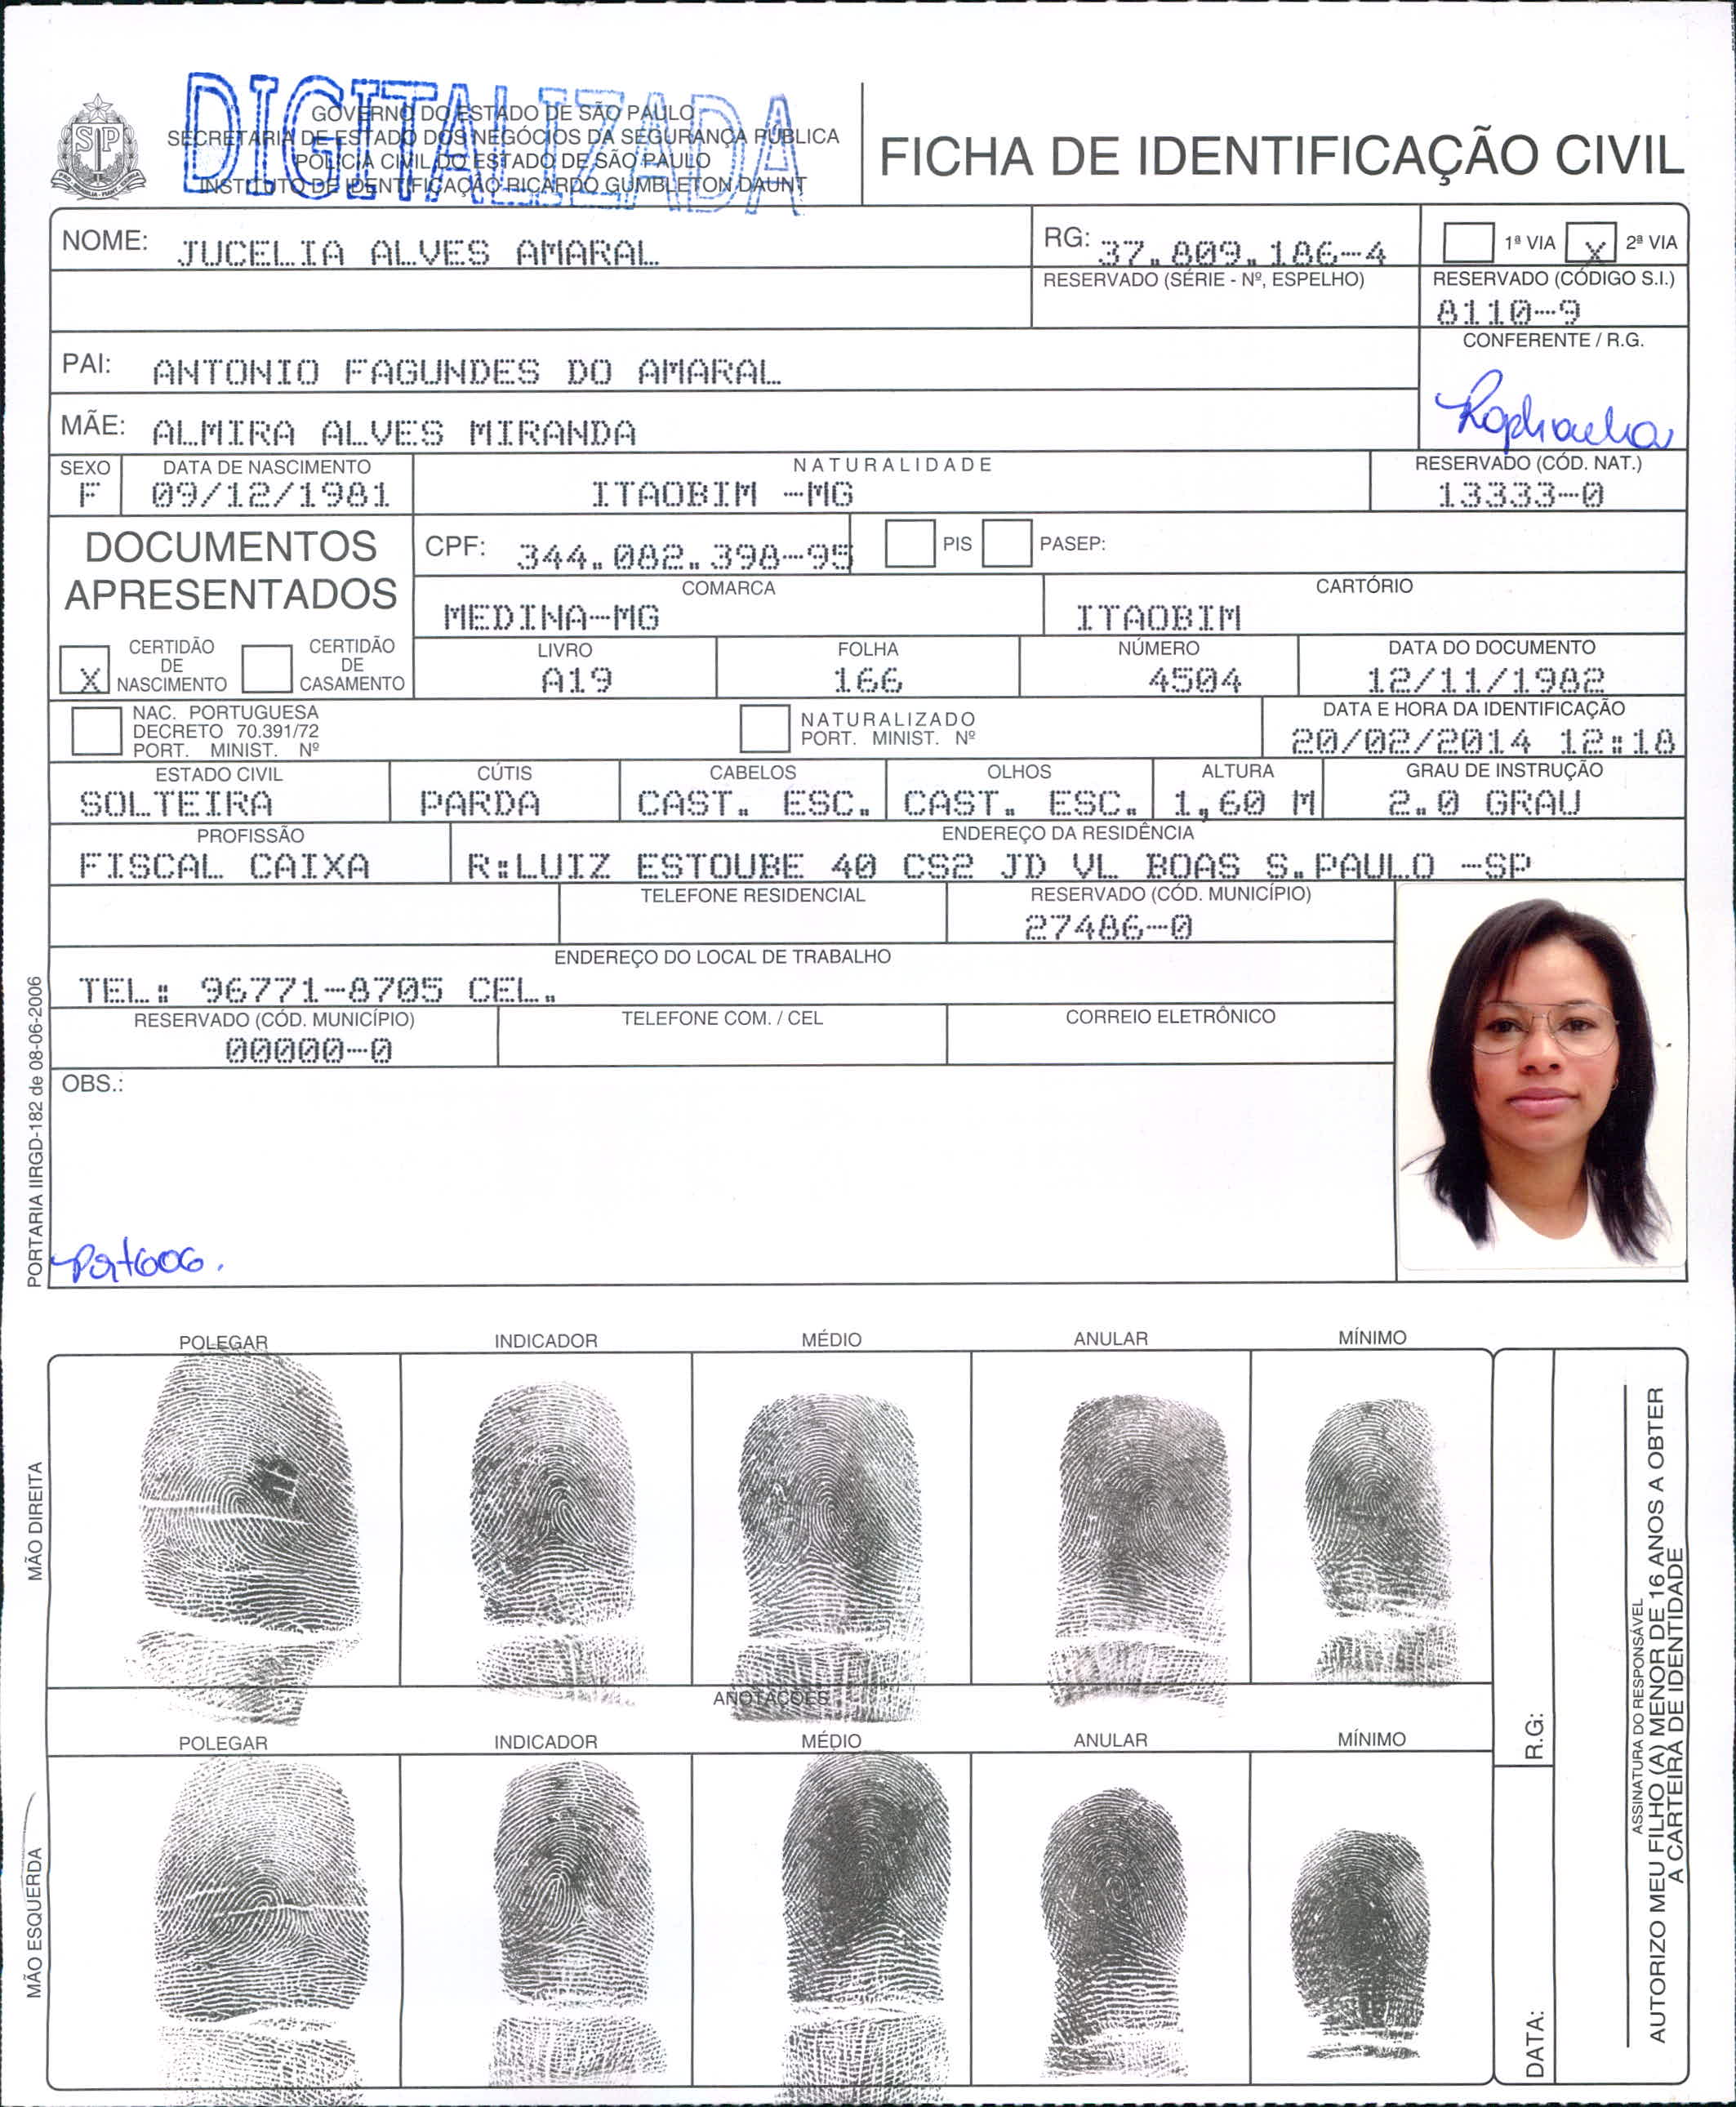 DIGITALIZADA
GOVERNO DO ESTADO DE SÃO PAULO
SECRETARIA DE ESTADO DOS NEGÓCIOS DA SEGURANÇA PÚBLICA
POLÍCIA CIVIL DO ESTADO DE SÃO PAULO
INSTITUTO DE IDENTIFICAÇÃO RICARDO GUMBLETON DAUNT
FICHA DE IDENTIFICAÇÃO CIVIL
NOME: JUCELIA ALVES AMARAL
RG: 37.809.186-4
1ª VIA X 2ª VIA
RESERVADO (SÉRIE - Nº, ESPELHO)
RESERVADO (CÓDIGO S.I.)
8110-9
PAI: ANTONIO FAGUNDES DO AMARAL
CONFERENTE / R.G.
MÃE: ALMIRA ALVES MIRANDA
SEXO
F
DATA DE NASCIMENTO
09/12/1981
NATURALIDADE
ITAOBIM -MG
RESERVADO (CÓD. NAT.)
13333-0
DOCUMENTOS
APRESENTADOS
CPF: 344.082.398-95
PIS
PASEP:
COMARCA
MEDINA-MG
CARTÓRIO
ITAOBIM
X CERTIDÃO
DE
NASCIMENTO
CERTIDÃO
DE
CASAMENTO
LIVRO
A19
FOLHA
166
NÚMERO
4504
DATA DO DOCUMENTO
12/11/1982
NAC. PORTUGUESA
DECRETO 70.391/72
PORT. MINIST. Nº
NATURALIZADO
PORT. MINIST. Nº
DATA E HORA DA IDENTIFICAÇÃO
20/02/2014 12:18
ESTADO CIVIL
SOLTEIRA
CÚTIS
PARDA
CABELOS
CAST. ESC.
OLHOS
CAST. ESC.
ALTURA
1,60 M
GRAU DE INSTRUÇÃO
2.0 GRAU
PROFISSÃO
FISCAL CAIXA
ENDEREÇO DA RESIDÊNCIA
R:LUIZ ESTOUBE 40 CS2 JD VL BOAS S.PAULO -SP
TELEFONE RESIDENCIAL
RESERVADO (CÓD. MUNICÍPIO)
27486-0
ENDEREÇO DO LOCAL DE TRABALHO
TEL: 96771-8705 CEL.
RESERVADO (CÓD. MUNICÍPIO)
00000-0
TELEFONE COM. / CEL
CORREIO ELETRÔNICO
OBS.:
PORTARIA IIRGD-182 de 08-06-2006
POLEGAR INDICADOR MÉDIO ANULAR MÍNIMO
MÃO DIREITA
ANOTAÇÕES
POLEGAR INDICADOR MÉDIO ANULAR MÍNIMO
MÃO ESQUERDA
R.G:
DATA:
ASSINATURA DO RESPONSÁVEL
AUTORIZO MEU FILHO (A) MENOR DE 16 ANOS A OBTER
A CARTEIRA DE IDENTIDADE